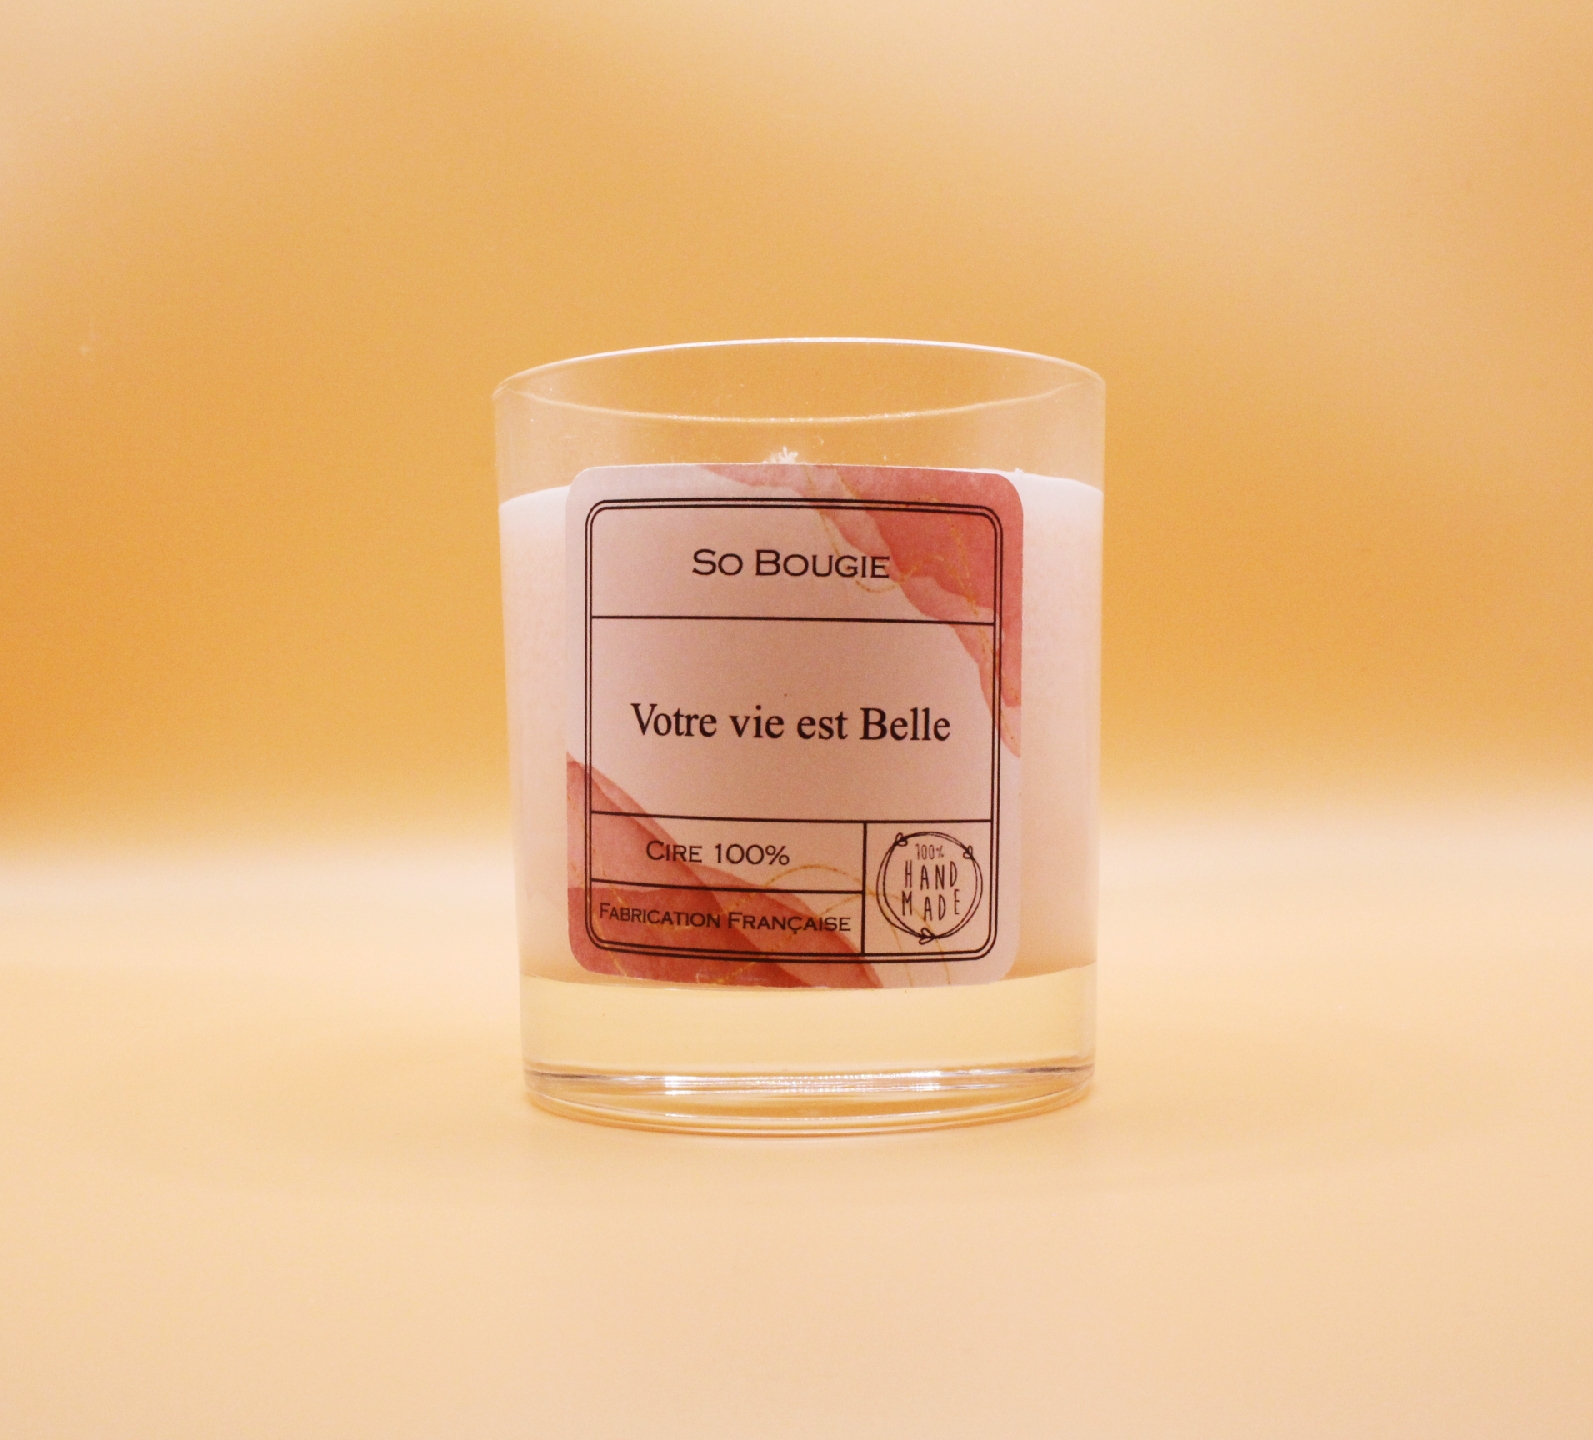 So Bougie
Votre vie est Belle
Cire 100%
Fabrication Française
100%
HAND
MADE